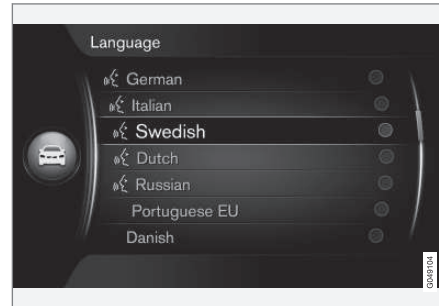 Language
German
Italian
Swedish
Dutch
Russian
Portuguese EU
Danish
G049104